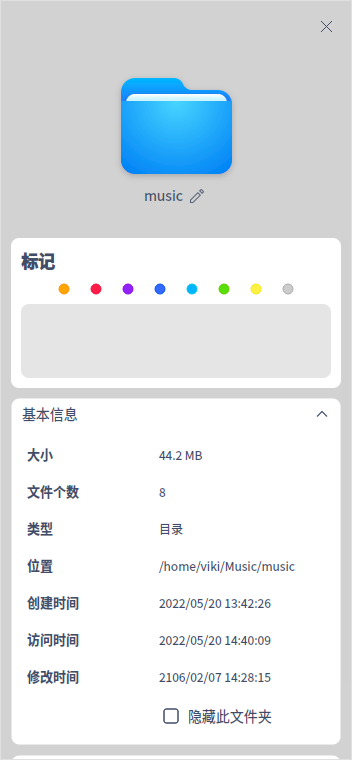 music
标记
基本信息
大小 44.2 MB
文件个数 8
类型 目录
位置 /home/viki/Music/music
创建时间 2022/05/20 13:42:26
访问时间 2022/05/20 14:40:09
修改时间 2106/02/07 14:28:15
隐藏此文件夹